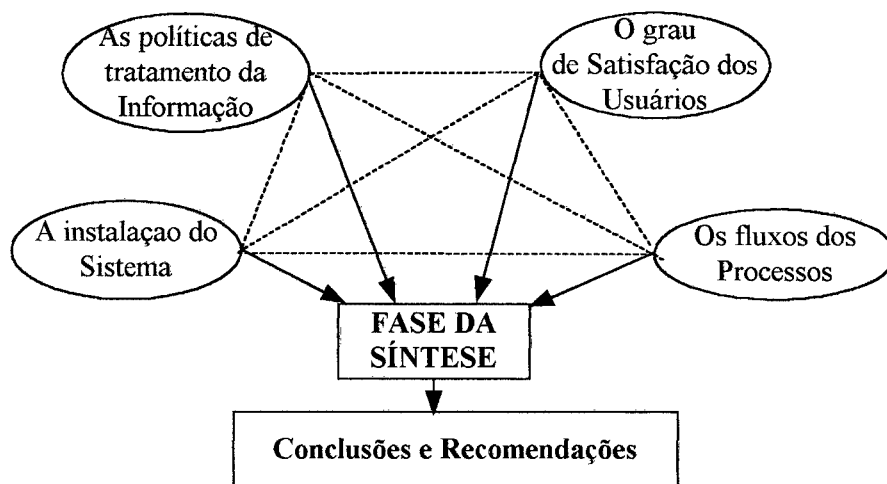 As políticas de
tratamento da
Informação
O grau
de Satisfação dos
Usuários
A instalaçao do
Sistema
Os fluxos dos
Processos
FASE DA
SÍNTESE
Conclusões e Recomendações